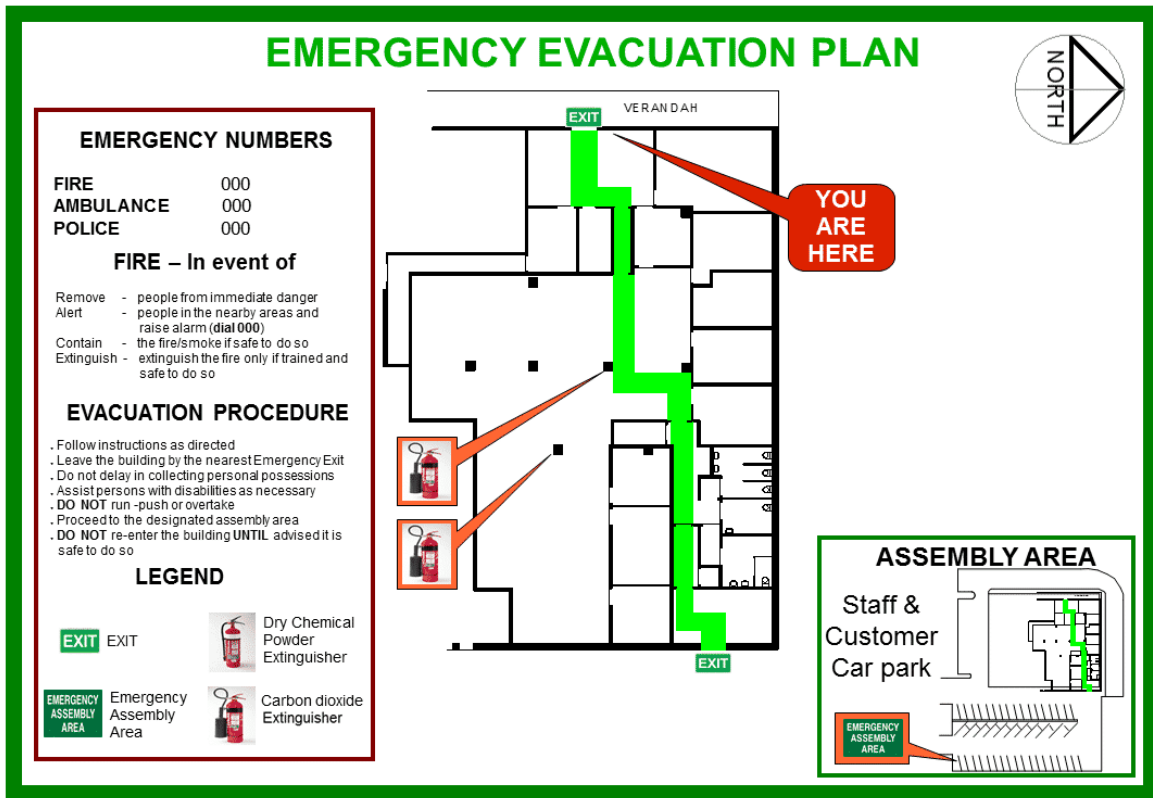 EMERGENCY EVACUATION PLAN
NORTH
EMERGENCY NUMBERS
FIRE 000
AMBULANCE 000
POLICE 000
FIRE – In event of
Remove - people from immediate danger
Alert - people in the nearby areas and
raise alarm (dial 000)
Contain - the fire/smoke if safe to do so
Extinguish - extinguish the fire only if trained and
safe to do so
EVACUATION PROCEDURE
. Follow instructions as directed
. Leave the building by the nearest Emergency Exit
. Do not delay in collecting personal possessions
. Assist persons with disabilities as necessary
. DO NOT run -push or overtake
. Proceed to the designated assembly area
. DO NOT re-enter the building UNTIL advised it is
safe to do so
LEGEND
EXIT EXIT
Dry Chemical
Powder
Extinguisher
EMERGENCY
ASSEMBLY
AREA
Emergency
Assembly
Area
Carbon dioxide
Extinguisher
EXIT
VERANDAH
YOU
ARE
HERE
EXIT
ASSEMBLY AREA
Staff &
Customer
Car park
EMERGENCY
ASSEMBLY
AREA